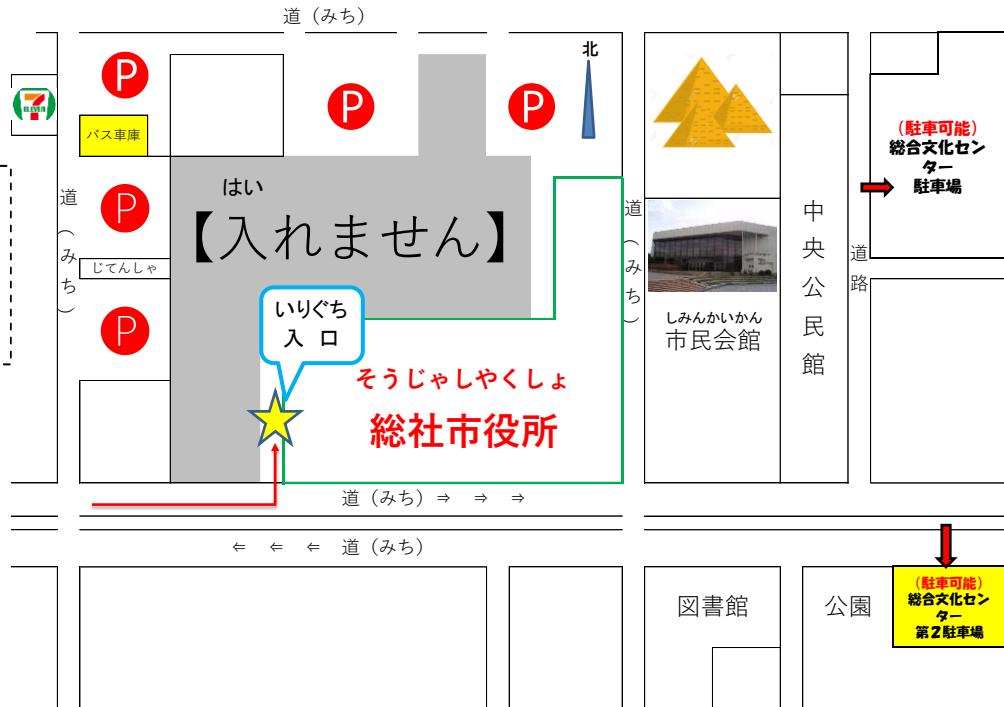 道（みち）
北
P
P
P
ELEVEN
バス車庫
（駐車可能）
総合文化セン
ター
駐車場
はい
【入れません】
道（みち）
P
じてんしゃ
P
道（みち）
中央公民館
道路
いりぐち
入 口
しみんかいかん
市民会館
そうじゃしやくしょ
総社市役所
道（みち）⇒ ⇒ ⇒
⇐ ⇐ ⇐ 道（みち）
図書館
公園
（駐車可能）
総合文化セン
ター
第２駐車場